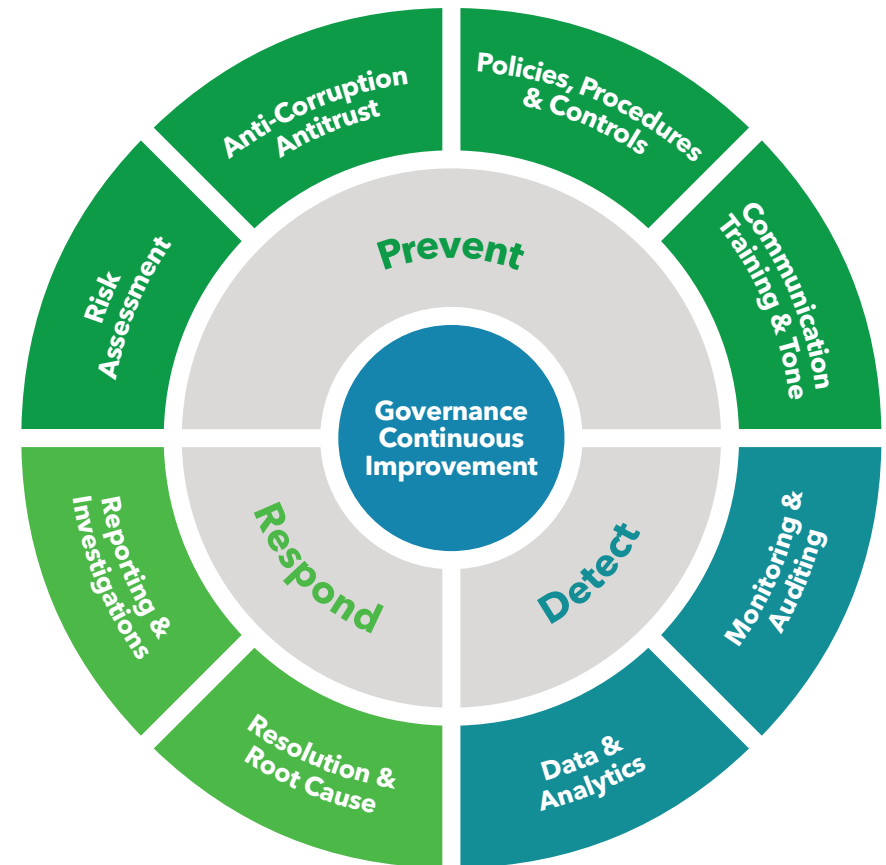 Anti-Corruption
Antitrust
Policies, Procedures
& Controls
Communication
Training & Tone
Risk
Assessment
Prevent
Governance
Continuous
Improvement
Respond
Detect
Reporting &
Investigations
Monitoring &
Auditing
Resolution &
Root Cause
Data &
Analytics